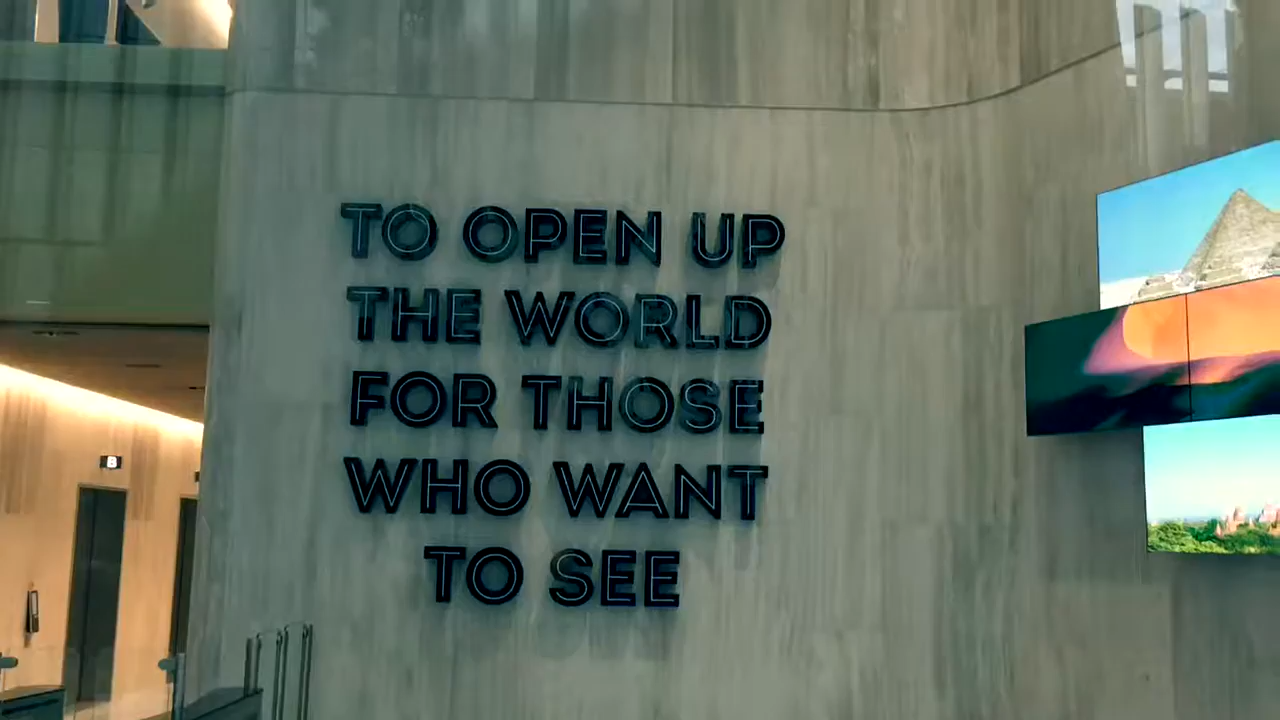 TO OPEN UP
THE WORLD
FOR THOSE
WHO WANT
TO SEE